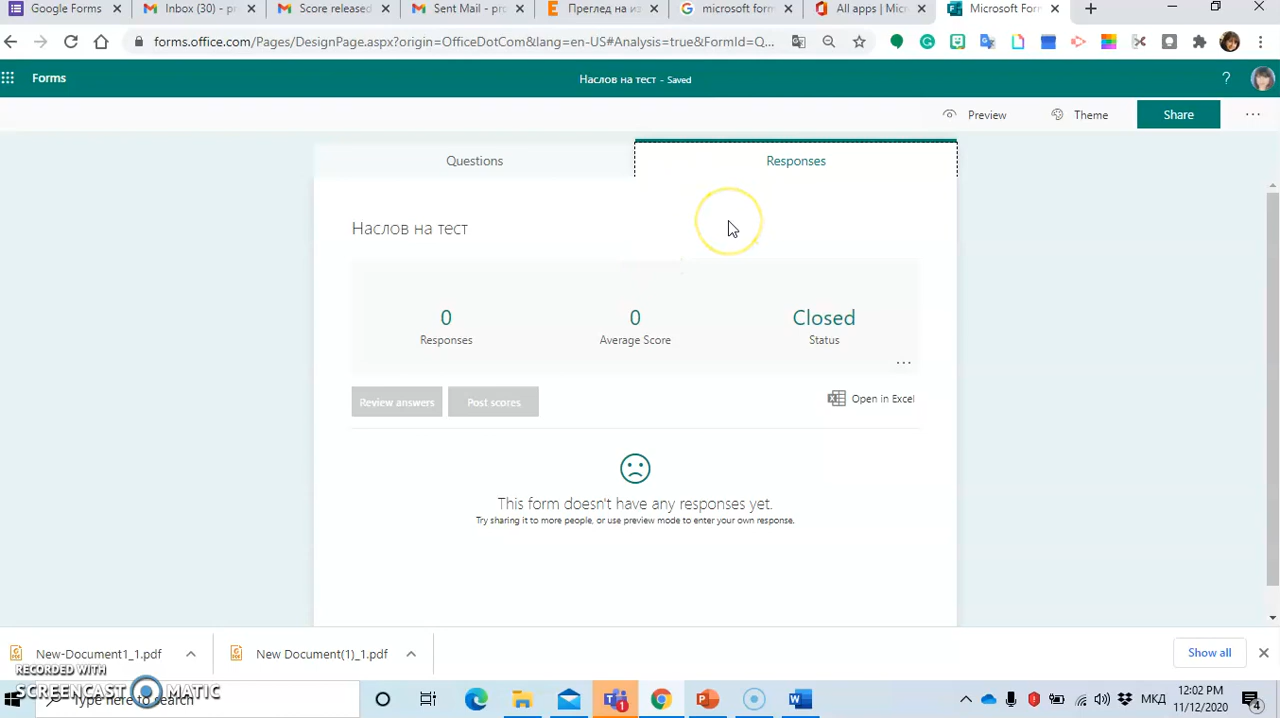 Google Forms
Inbox (30) - pr
Score released
Sent Mail - pro
Преглед на из
microsoft form
All apps | Micr
Microsoft For
forms.office.com/Pages/DesignPage.aspx?origin=OfficeDotCom&lang=en-US#Analysis=true&FormId=Q...
Forms
Наслов на тест - Saved
?
Preview
Theme
Share
...
Questions
Responses
Наслов на тест
0
Responses
0
Average Score
Closed
Status
...
Review answers
Post scores
Open in Excel
This form doesn't have any responses yet.
Try sharing it to more people, or use preview mode to enter your own response.
New-Document1_1.pdf
New Document(1)_1.pdf
Show all
RECORDED WITH
SCREENCAST MATIC
Type here to search
1
МКД
12:02 PM
11/12/2020
4